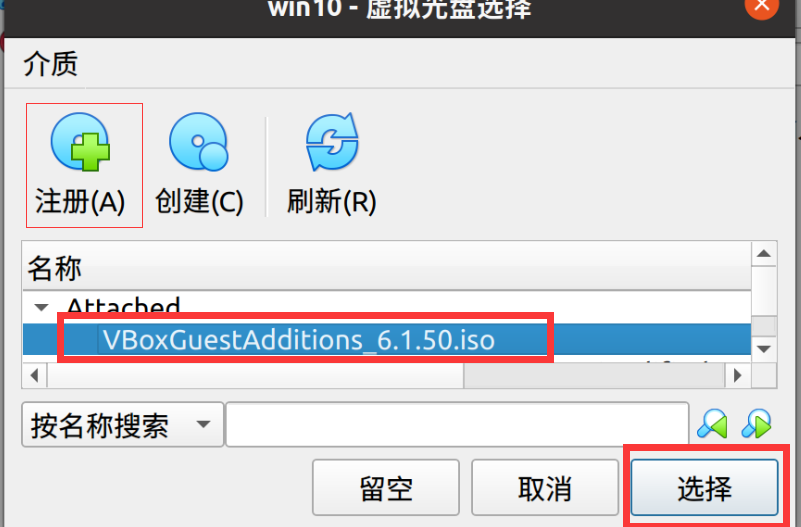 win10 - 虚拟光盘选择
介质
注册(A) 创建(C) 刷新(R)
名称
Attached
VBoxGuestAdditions_6.1.50.iso
按名称搜索
留空 取消 选择